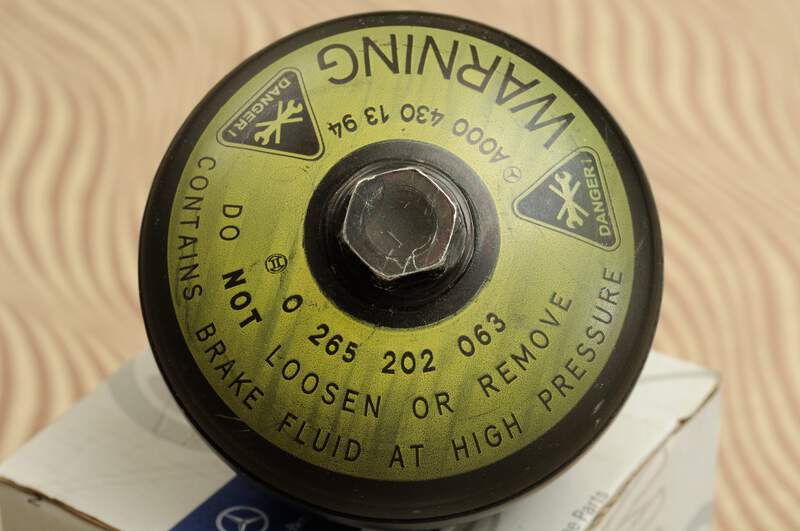 WARNING
A000 430 13 94
DANGER!
DANGER!
0 265 202 063
DO NOT LOOSEN OR REMOVE
CONTAINS BRAKE FLUID AT HIGH PRESSURE
Parts